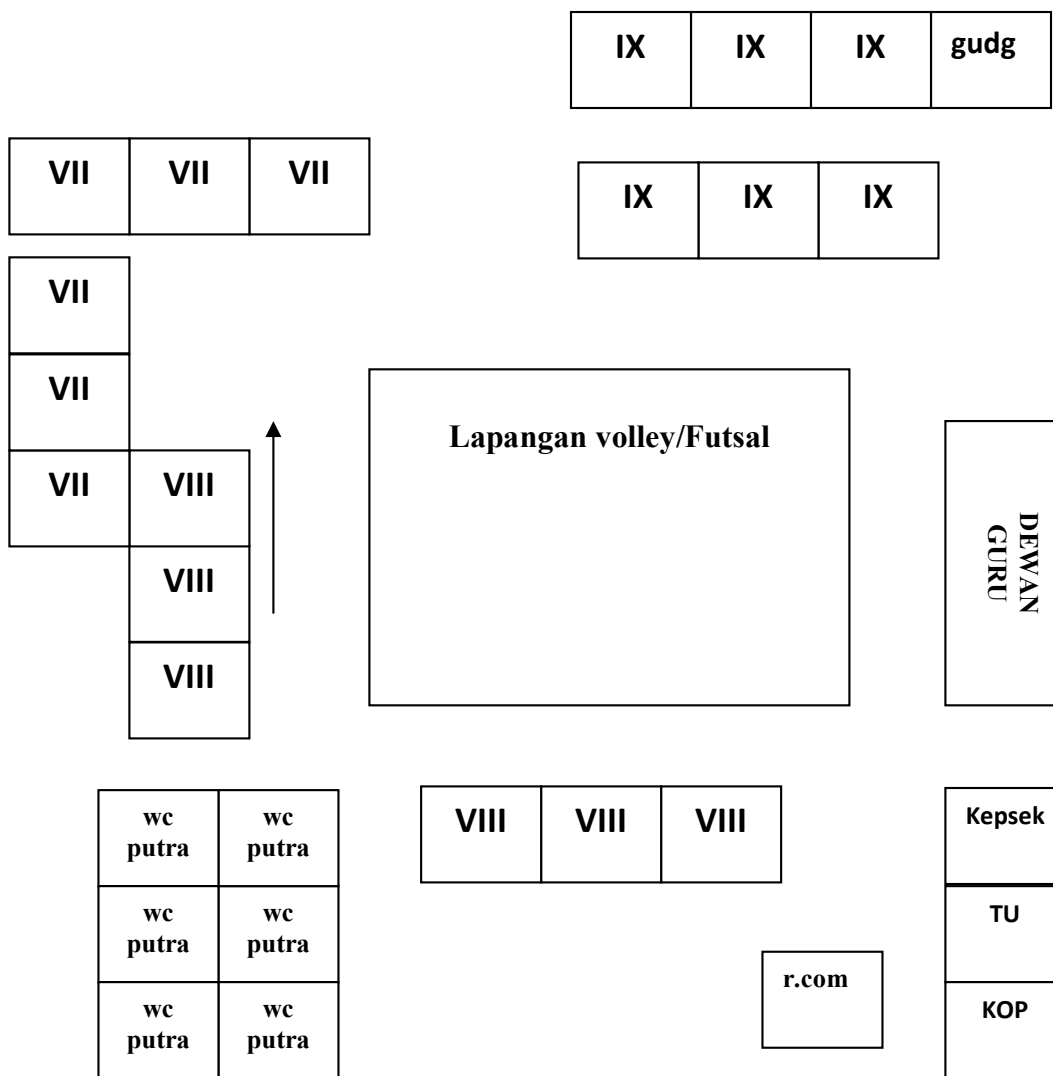 IX IX IX gudg
VII VII VII
IX IX IX
VII
VII
Lapangan volley/Futsal
VII VIII
DEWAN
GURU
VIII
VIII
wc
putra
wc
putra
VIII VIII VIII
Kepsek
wc
putra
wc
putra
TU
r.com
wc
putra
wc
putra
KOP